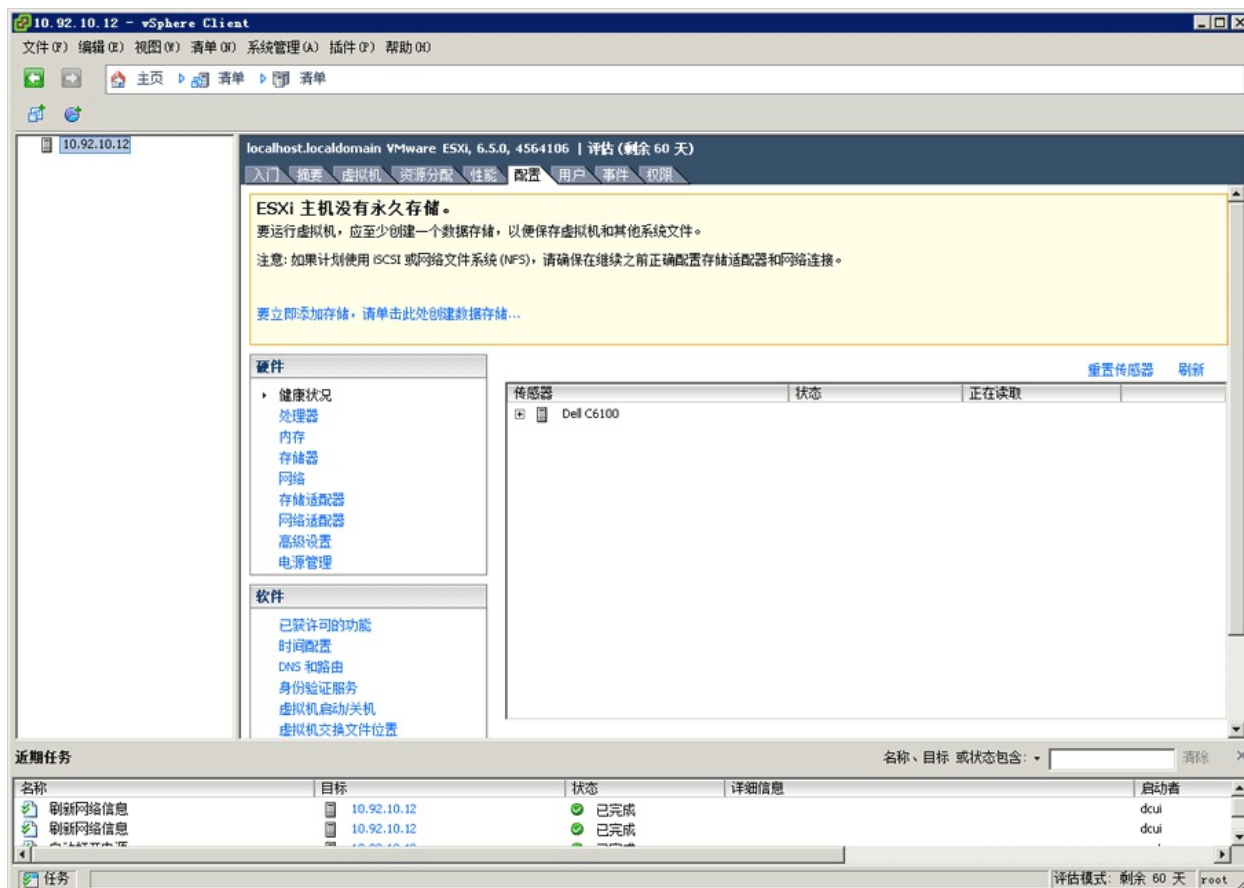 10.92.10.12 - vSphere Client
文件(F) 编辑(E) 视图(V) 清单(N) 系统管理(A) 插件(P) 帮助(H)
主页 清单 清单
10.92.10.12
localhost.localdomain VMware ESXi, 6.5.0, 4564106 | 评估 (剩余 60 天)
入门 摘要 虚拟机 资源分配 性能 配置 用户 事件 权限
ESXi 主机没有永久存储。
要运行虚拟机，应至少创建一个数据存储，以便保存虚拟机和其他系统文件。
注意: 如果计划使用 iSCSI 或网络文件系统 (NFS)，请确保在继续之前正确配置存储适配器和网络连接。
要立即添加存储，请单击此处创建数据存储...
硬件
健康状况
处理器
内存
存储器
网络
存储适配器
网络适配器
高级设置
电源管理
软件
已获许可的功能
时间配置
DNS 和路由
身份验证服务
虚拟机启动/关机
虚拟机交换文件位置
重置传感器 刷新
传感器 状态 正在读取
Dell C6100
近期任务 名称、目标 或状态包含: 清除
名称 目标 状态 详细信息 启动者
刷新网络信息 10.92.10.12 已完成 dcui
刷新网络信息 10.92.10.12 已完成 dcui
任务 评估模式: 剩余 60 天 root